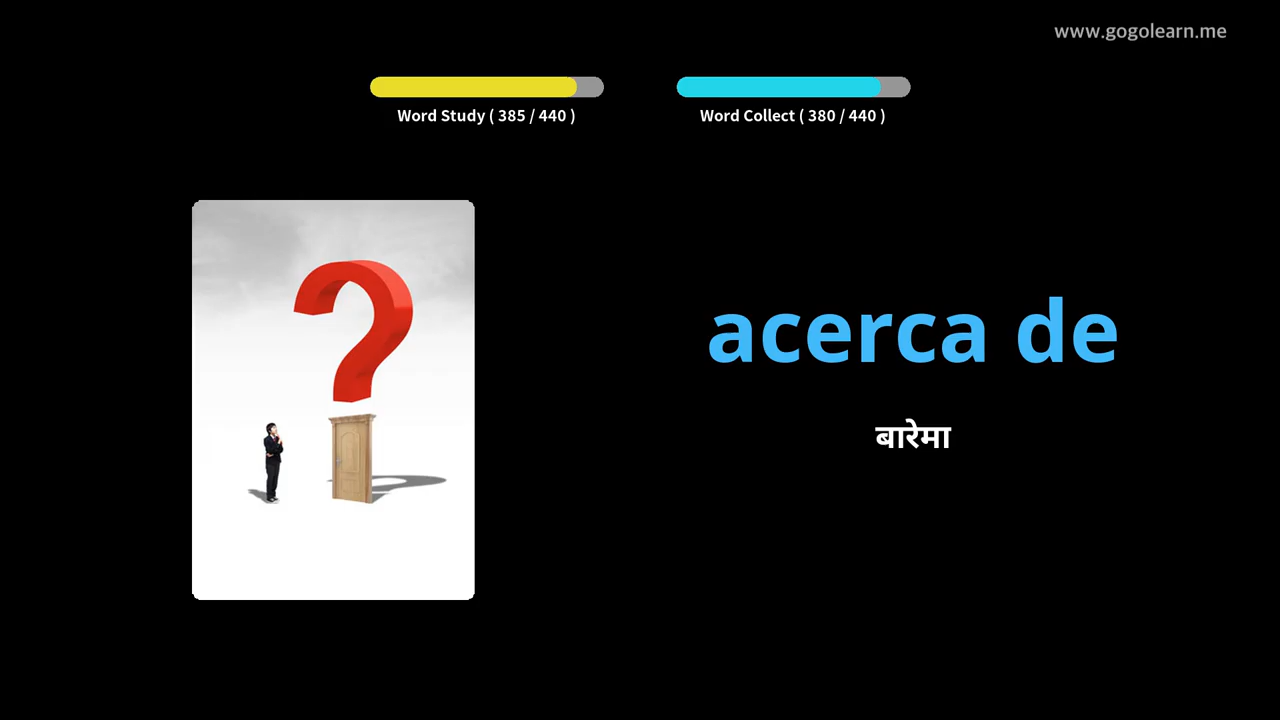 www.gogolearn.me
Word Study ( 385 / 440 )
Word Collect ( 380 / 440 )
acerca de
बारेमा